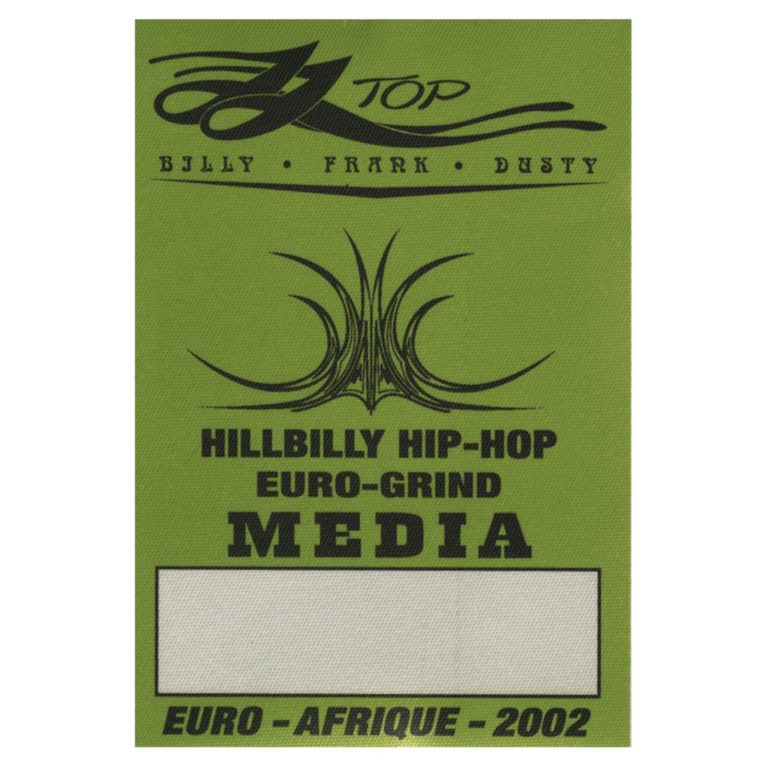 ZZ TOP
BILLY • FRANK • DUSTY
HILLBILLY HIP-HOP
EURO-GRIND
MEDIA
EURO - AFRIQUE - 2002